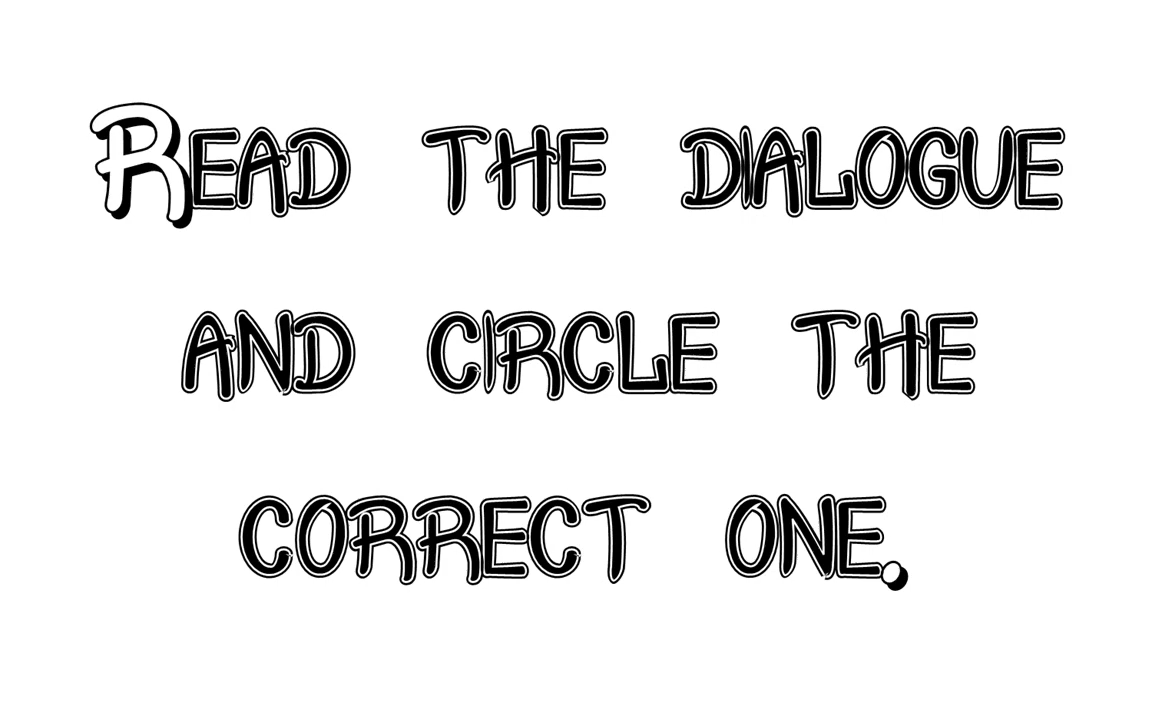 Read the dialogue
and circle the
correct one.